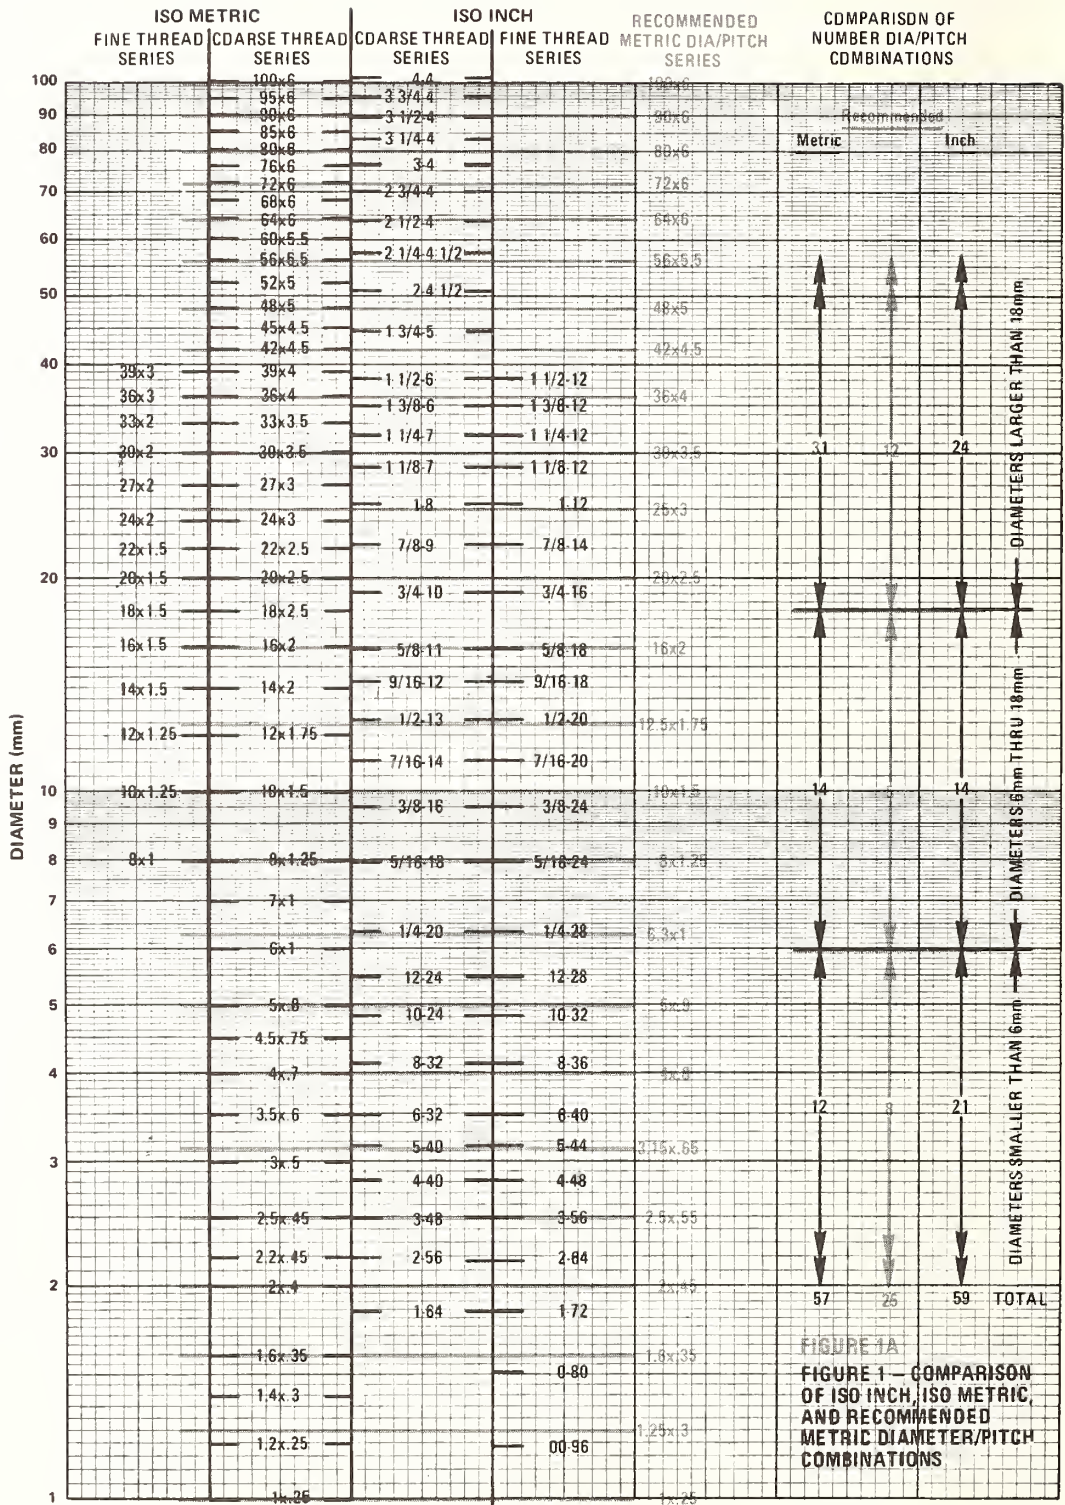 ISO METRIC
ISO INCH
RECOMMENDED
METRIC DIA/PITCH
SERIES
COMPARISON OF
NUMBER DIA/PITCH
COMBINATIONS
FINE THREAD
SERIES
COARSE THREAD
SERIES
COARSE THREAD
SERIES
FINE THREAD
SERIES
DIAMETER (mm)
100
90
80
70
60
50
40
30
20
10
9
8
7
6
5
4
3
2
1
39x3
36x3
33x2
30x2
27x2
24x2
22x1.5
20x1.5
18x1.5
16x1.5
14x1.5
12x1.25
10x1.25
8x1
100x6
95x6
85x6
80x6
76x6
72x6
68x6
64x6
60x5.5
52x5
48x5
45x4.5
42x4.5
39x4
36x4
33x3.5
30x3.5
27x3
24x3
22x2.5
20x2.5
18x2.5
16x2
14x2
12x1.75
10x1.5
8x1.25
7x1
6x1
5x.8
4.5x.75
4x.7
3.5x.6
3x.5
2.5x.45
2.2x.45
2x.4
1.6x.35
1.4x.3
1.2x.25
1x.25
4-4
3 3/4-4
3 1/2-4
3 1/4-4
3-4
2 3/4-4
2 1/2-4
2 1/4-4 1/2
2-4 1/2
1 3/4-5
1 1/2-6
1 3/8-6
1 1/4-7
1 1/8-7
1-8
7/8-9
3/4-10
5/8-11
9/16-12
1/2-13
7/16-14
3/8-16
5/16-18
1/4-20
12-24
10-24
8-32
6-32
5-40
4-40
3-48
2-56
1-64
1 1/2-12
1 3/8-12
1 1/4-12
1 1/8-12
1-12
7/8-14
3/4-16
5/8-18
9/16-18
1/2-20
7/16-20
3/8-24
5/16-24
1/4-28
12-28
10-32
8-36
6-40
5-44
4-48
3-56
2-64
1-72
0-80
00-96
100x6
90x6
80x6
72x6
64x6
56x5.5
48x5
42x4.5
36x4
30x3.5
25x3
20x2.5
16x2
12.5x1.75
10x1.5
8x1.25
6.3x1
5x.9
4x.8
3.15x.65
2.5x.55
2x.45
1.6x.35
1.25x.3
1x.25
Recommended
Metric
Inch
31
12
24
DIAMETERS LARGER THAN 18mm
14
5
14
DIAMETERS 6mm THRU 18mm
12
8
21
DIAMETERS SMALLER THAN 6mm
57
25
59
TOTAL
FIGURE 1A
FIGURE 1 – COMPARISON
OF ISO INCH, ISO METRIC,
AND RECOMMENDED
METRIC DIAMETER/PITCH
COMBINATIONS